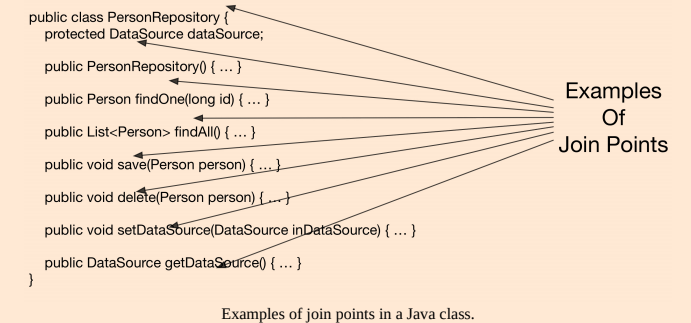 public class PersonRepository {
protected DataSource dataSource;
public PersonRepository() { … }
public Person findOne(long id) { … }
public List<Person> findAll() { … }
public void save(Person person) { … }
public void delete(Person person) { … }
public void setDataSource(DataSource inDataSource) { … }
public DataSource getDataSource() { … }
}
Examples
Of
Join Points
Examples of join points in a Java class.